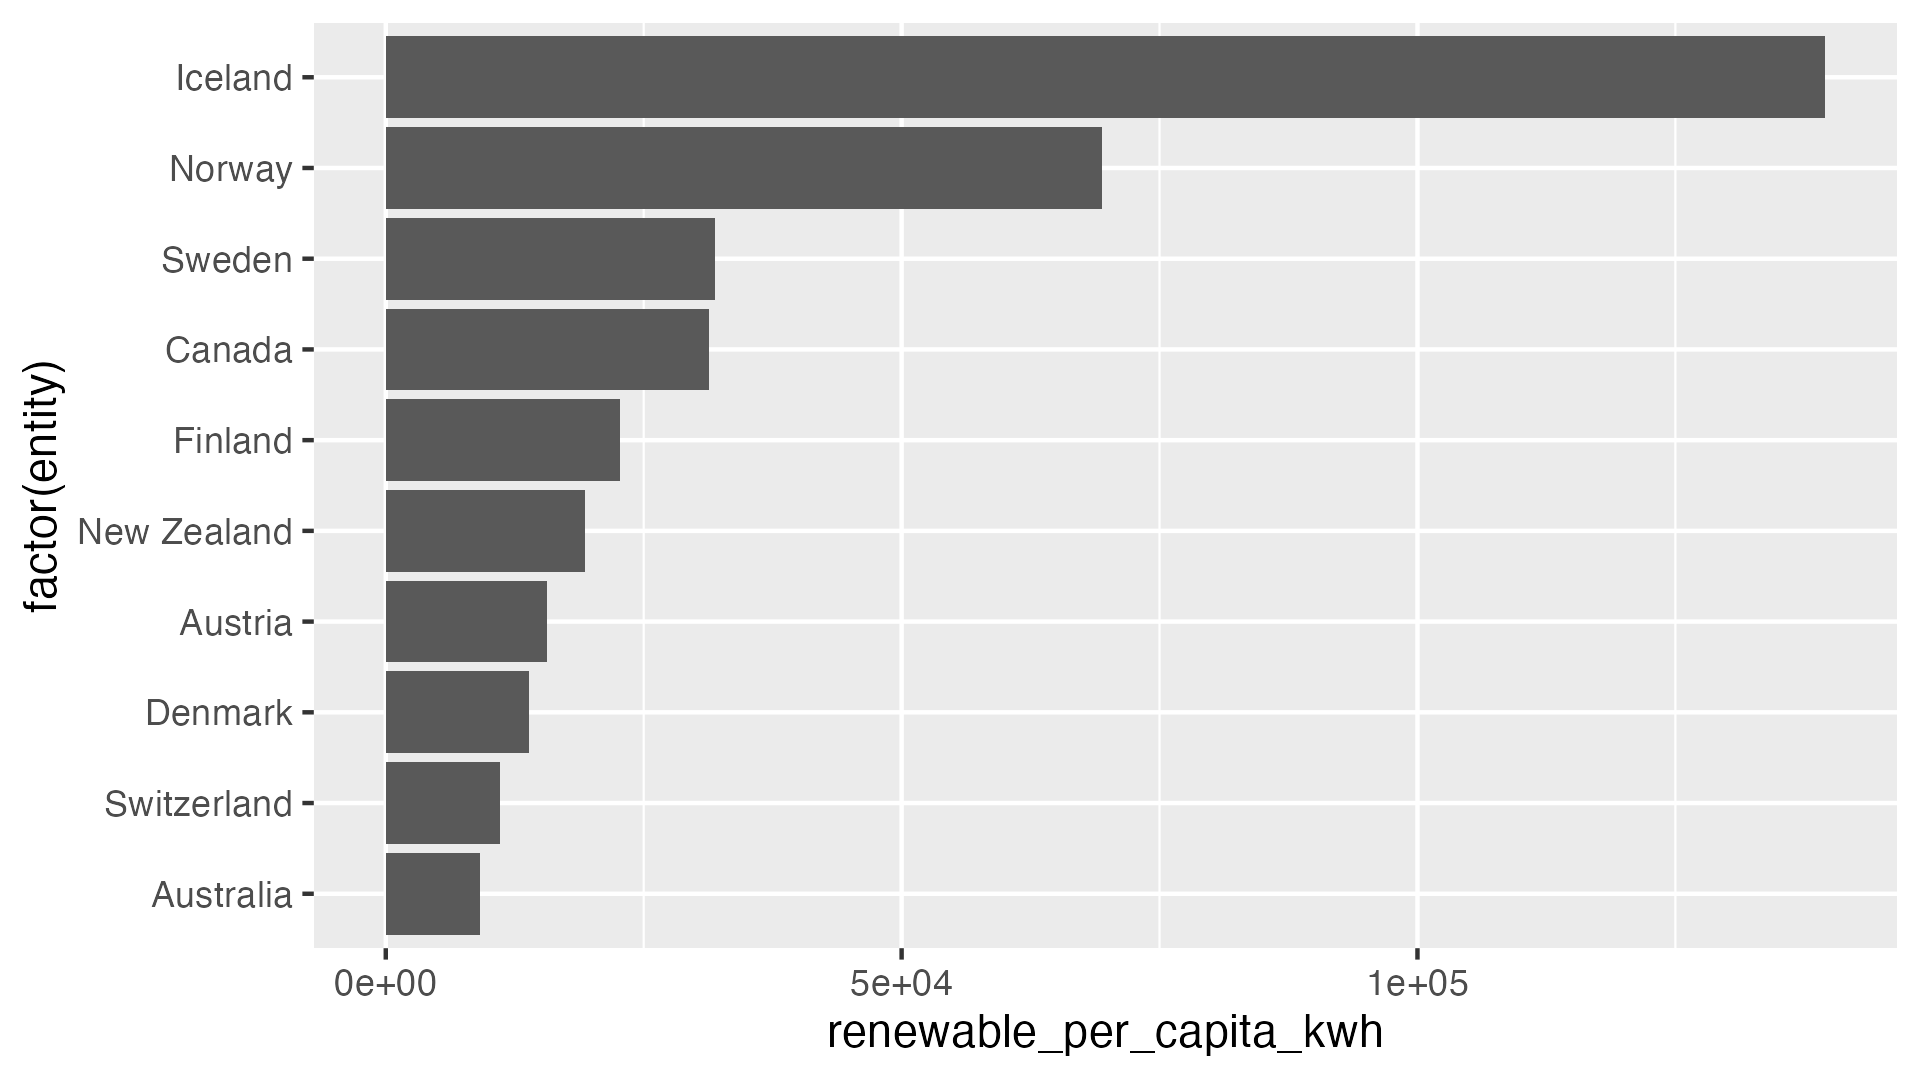 Iceland
Norway
Sweden
Canada
Finland
New Zealand
Austria
Denmark
Switzerland
Australia
factor(entity)
0e+00 5e+04 1e+05
renewable_per_capita_kwh